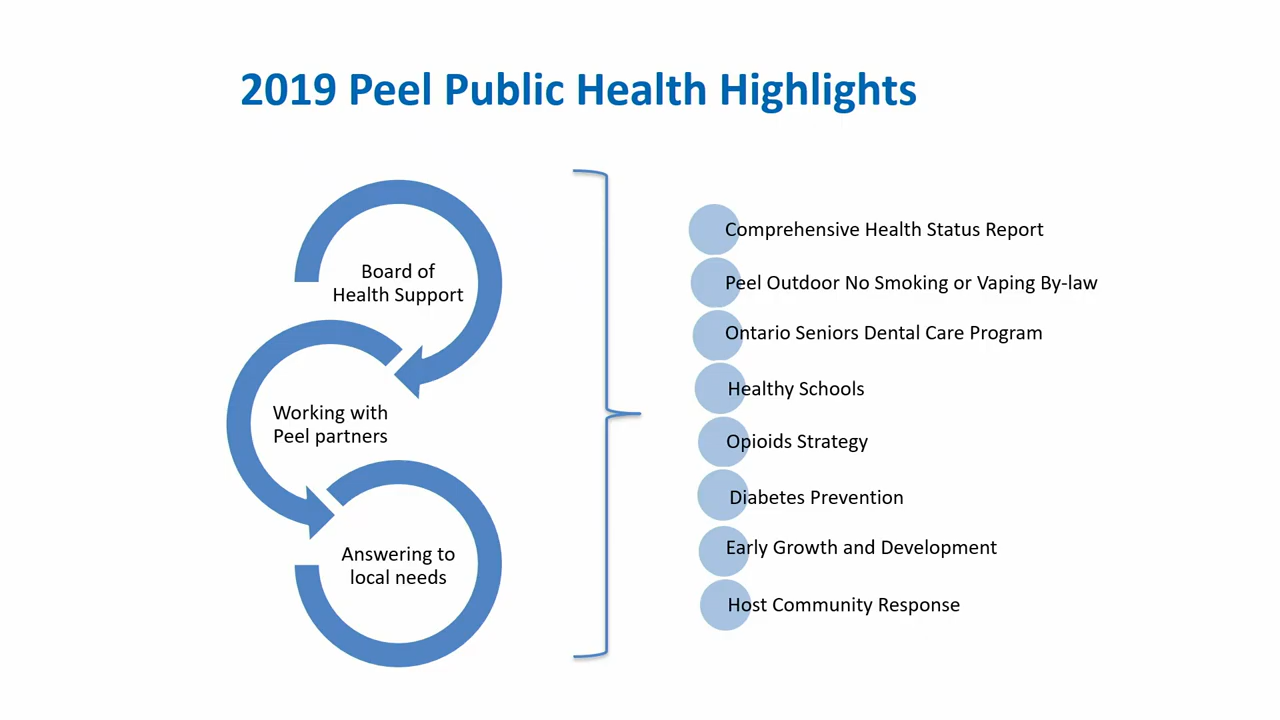 2019 Peel Public Health Highlights
Board of
Health Support
Working with
Peel partners
Answering to
local needs
Comprehensive Health Status Report
Peel Outdoor No Smoking or Vaping By-law
Ontario Seniors Dental Care Program
Healthy Schools
Opioids Strategy
Diabetes Prevention
Early Growth and Development
Host Community Response